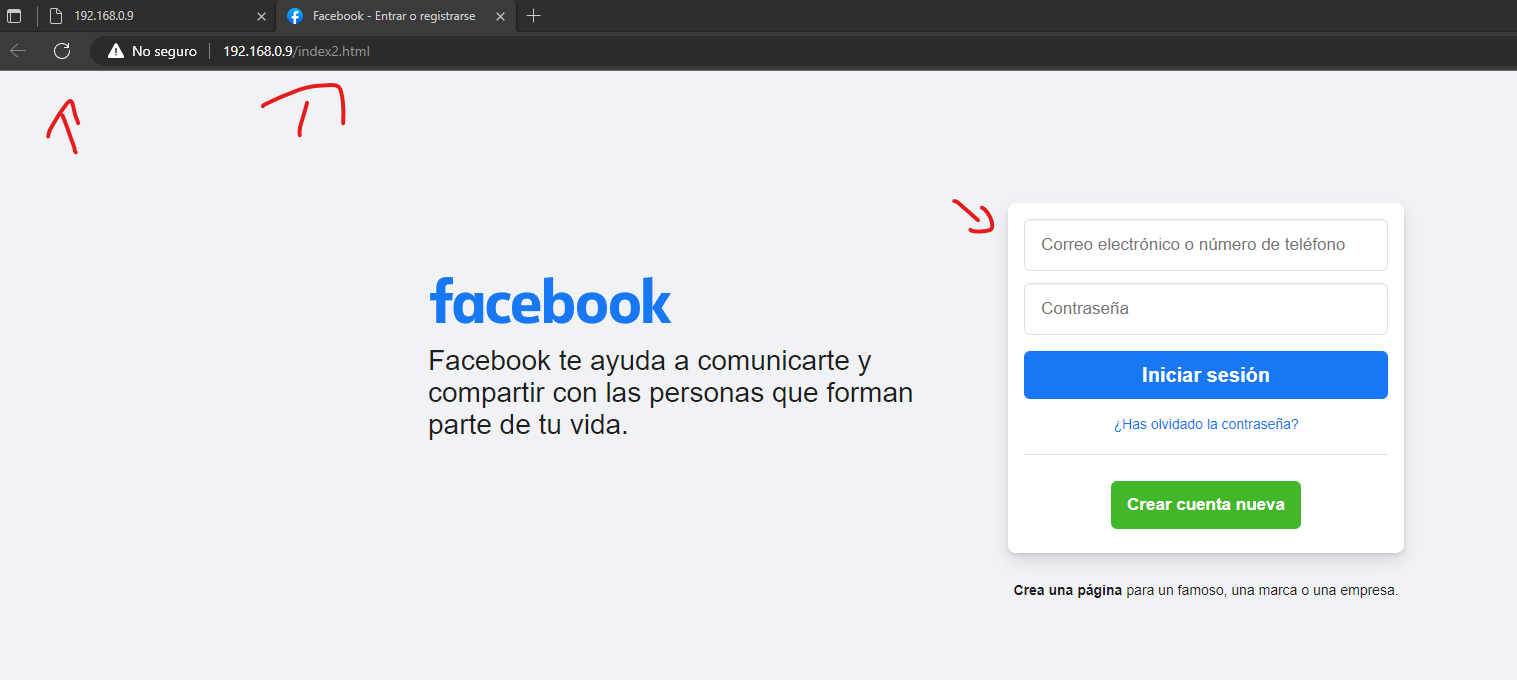 192.168.0.9
Facebook - Entrar o registrarse
No seguro
192.168.0.9/index2.html
facebook
Facebook te ayuda a comunicarte y
compartir con las personas que forman
parte de tu vida.
Correo electrónico o número de teléfono
Contraseña
Iniciar sesión
¿Has olvidado la contraseña?
Crear cuenta nueva
Crea una página para un famoso, una marca o una empresa.